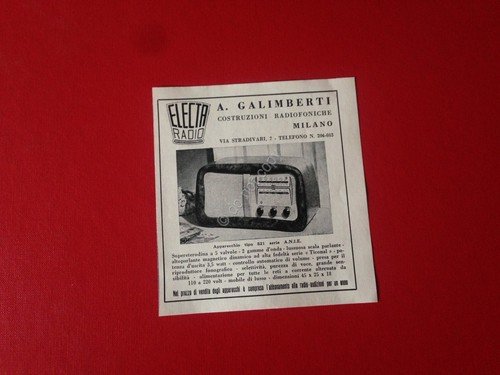 ELECTA
RADIO
A. GALIMBERTI
COSTRUZIONI RADIOFONICHE
MILANO
VIA STRADIVARI, 7 - TELEFONO N. 206-083
Apparecchio tipo 521 serie A.N.I.E.
Supereterodina a 5 valvole - 2 gamme d'onda - luminosa scala parlante -
altoparlante magnetico dinamico ad alta fedeltà serie « Ticonal » - po-
tenza d'uscita 3,5 watt - controllo automatico di volume - presa per il
riproduttore fonografico - selettività, purezza di voce, grande sen-
sibilità - alimentazione per tutte le reti a corrente alternata da
110 a 220 volt - mobile di lusso - dimensioni 45 x 25 x 18
Nel prezzo di vendita degli apparecchi è compreso l'abbonamento alle radio-audizioni per un anno